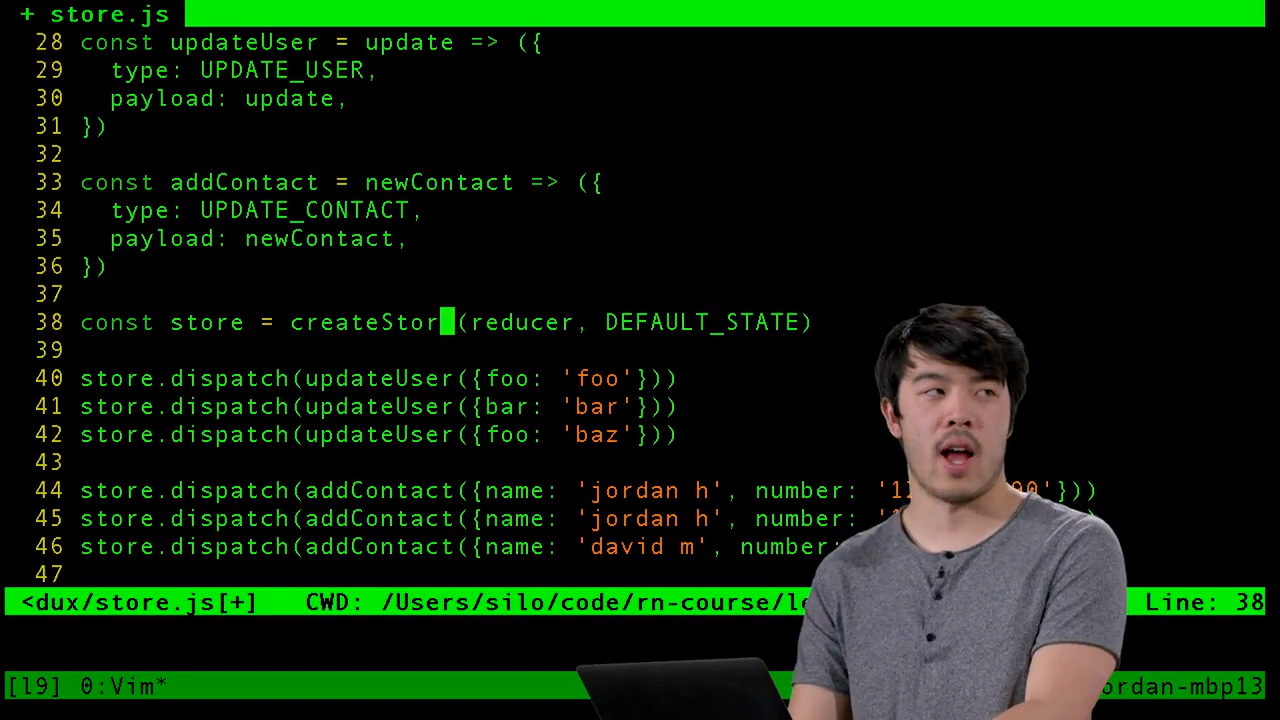 + store.js
28 const updateUser = update => ({
29   type: UPDATE_USER,
30   payload: update,
31 })
32
33 const addContact = newContact => ({
34   type: UPDATE_CONTACT,
35   payload: newContact,
36 })
37
38 const store = createStor (reducer, DEFAULT_STATE)
39
40 store.dispatch(updateUser({foo: 'foo'}))
41 store.dispatch(updateUser({bar: 'bar'}))
42 store.dispatch(updateUser({foo: 'baz'}))
43
44 store.dispatch(addContact({name: 'jordan h', number:
45 store.dispatch(addContact({name: 'jordan h', number:
46 store.dispatch(addContact({name: 'david m', number:
47
<dux/store.js[+] CWD: /Users/silo/code/rn-course/ Line: 38
[l9] 0:Vim* ordan-mbp13